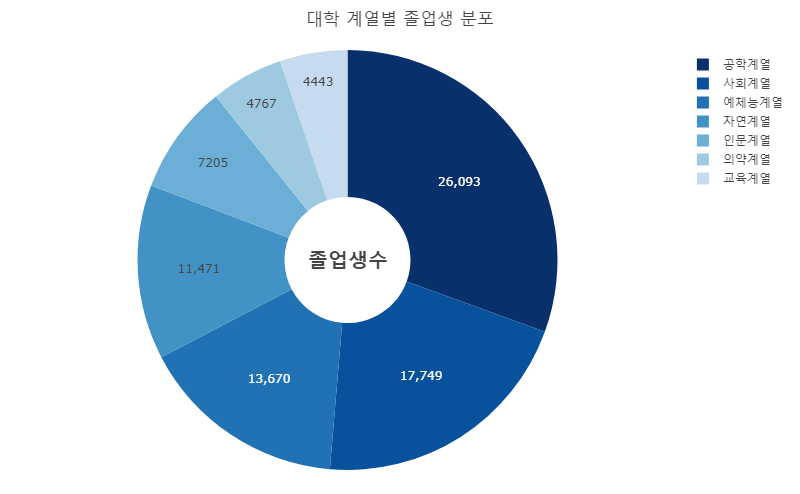 대학 계열별 졸업생 분포
공학계열
사회계열
예체능계열
자연계열
인문계열
의약계열
교육계열
4443
4767
7205
26,093
11,471
졸업생수
13,670
17,749